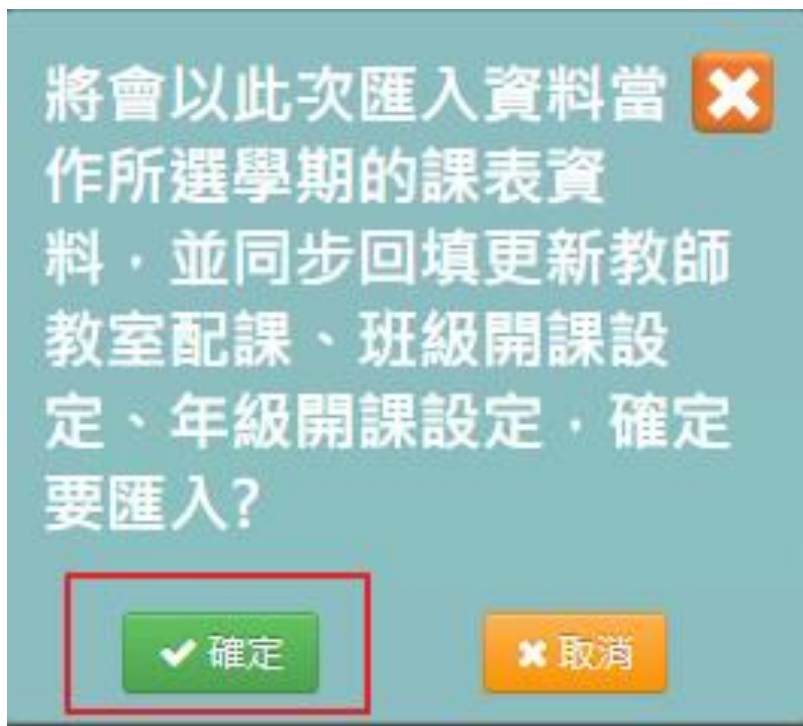 將會以此次匯入資料當
作所選學期的課表資
料，並同步回填更新教師
教室配課、班級開課設
定、年級開課設定，確定
要匯入?
確定
取消